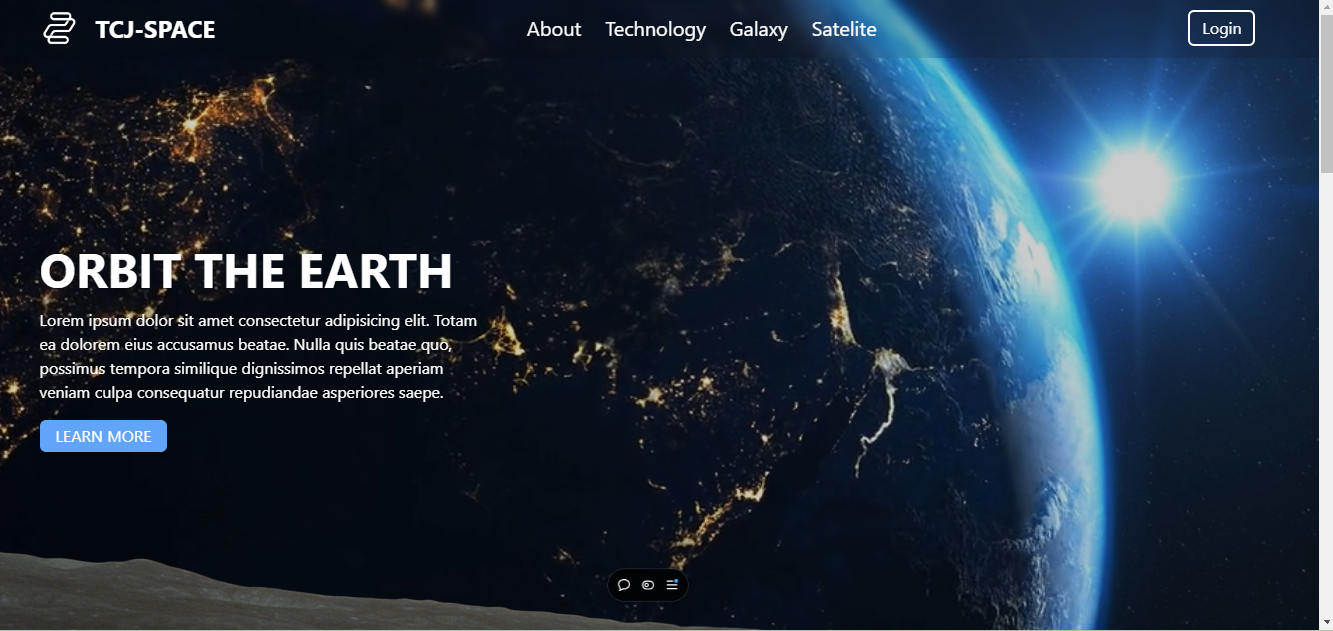 TCJ-SPACE
About
Technology
Galaxy
Satelite
Login
ORBIT THE EARTH
Lorem ipsum dolor sit amet consectetur adipisicing elit. Totam
ea dolorem eius accusamus beatae. Nulla quis beatae quo,
possimus tempora similique dignissimos repellat aperiam
veniam culpa consequatur repudiandae asperiores saepe.
LEARN MORE